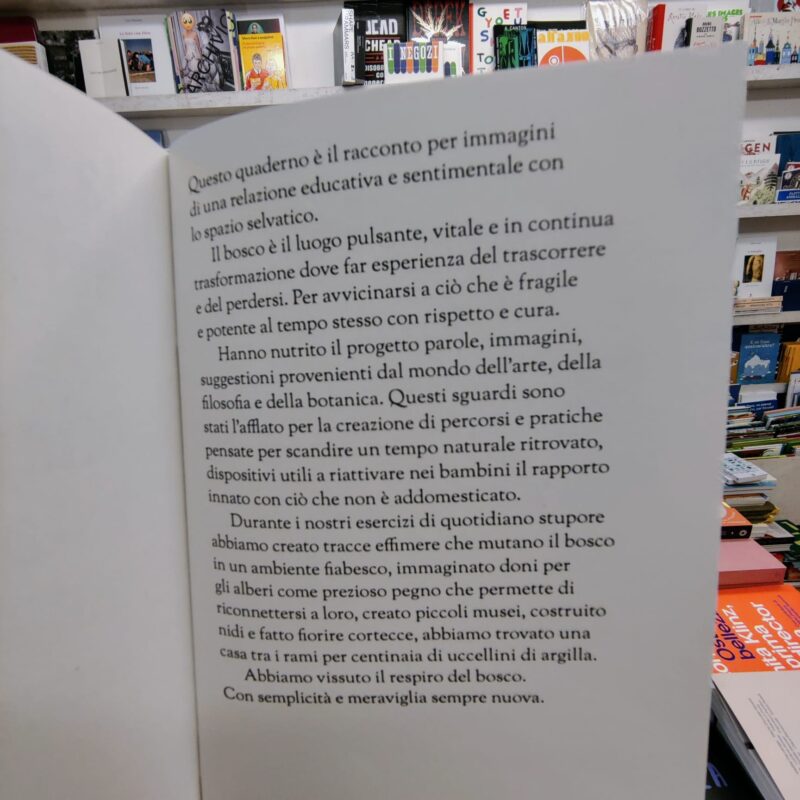 Questo quaderno è il racconto per immagini
di una relazione educativa e sentimentale con
lo spazio selvatico.
Il bosco è il luogo pulsante, vitale e in continua
trasformazione dove far esperienza del trascorrere
e del perdersi. Per avvicinarsi a ciò che è fragile
e potente al tempo stesso con rispetto e cura.
Hanno nutrito il progetto parole, immagini,
suggestioni provenienti dal mondo dell'arte, della
filosofia e della botanica. Questi sguardi sono
stati l'afflato per la creazione di percorsi e pratiche
pensate per scandire un tempo naturale ritrovato,
dispositivi utili a riattivare nei bambini il rapporto
innato con ciò che non è addomesticato.
Durante i nostri esercizi di quotidiano stupore
abbiamo creato tracce effimere che mutano il bosco
in un ambiente fiabesco, immaginato doni per
gli alberi come prezioso pegno che permette di
riconnettersi a loro, creato piccoli musei, costruito
nidi e fatto fiorire cortecce, abbiamo trovato una
casa tra i rami per centinaia di uccellini di argilla.
Abbiamo vissuto il respiro del bosco.
Con semplicità e meraviglia sempre nuova.
I NEGOZI
LES IMAGES
nita Klinz,
prima
director